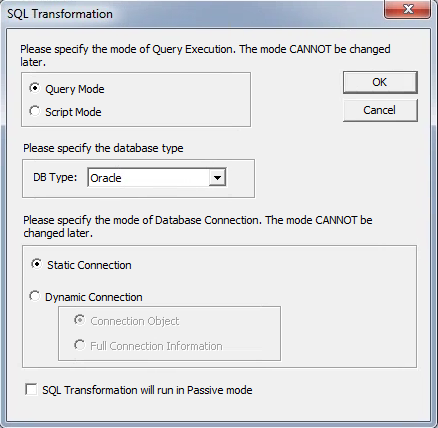 SQL Transformation
Please specify the mode of Query Execution. The mode CANNOT be changed
later.
Query Mode
OK
Script Mode
Cancel
Please specify the database type
DB Type: Oracle
Please specify the mode of Database Connection. The mode CANNOT be
changed later.
Static Connection
Dynamic Connection
Connection Object
Full Connection Information
SQL Transformation will run in Passive mode